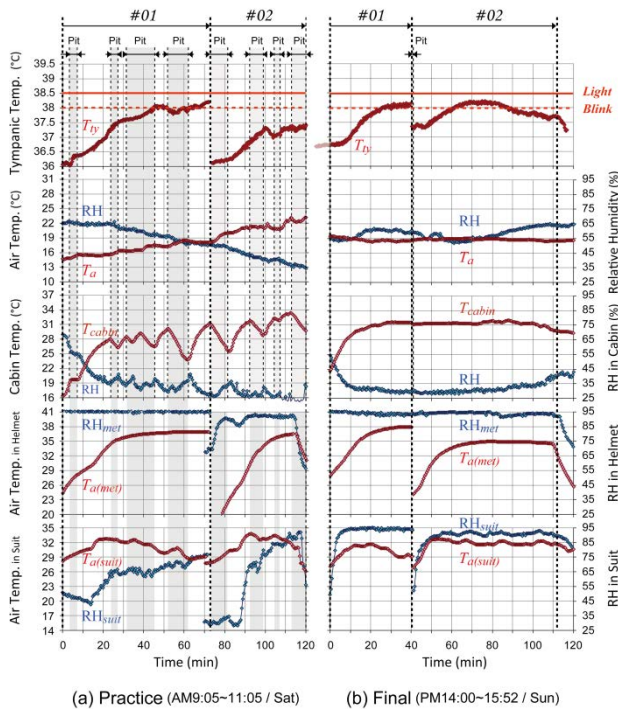 #01 #02 #01 #02
Pit Pit Pit Pit Pit Pit Pit Pit Pit
Tympanic Temp. (°C)
39.5
39
38.5
38
37.5
37
36.5
36
Tty
Tty
Light
Blink
Air Temp. (°C)
31
28
25
22
19
16
13
10
RH
Ta
RH
Ta
95
85
75
65
55
45
35
25
Relative Humidity (%)
Cabin Temp. (°C)
37
34
31
28
25
22
19
16
Tcabin
RH
Tcabin
RH
95
85
75
65
55
45
35
25
RH in Cabin (%)
Air Temp. in Helmet
41
38
35
32
29
26
23
20
RHmet
Ta(met)
RHmet
Ta(met)
95
85
75
65
55
45
35
25
RH in Helmet
Air Temp. in Suit
35
32
29
26
23
20
17
14
Ta(suit)
RHsuit
RHsuit
Ta(suit)
95
85
75
65
55
45
35
25
RH in Suit
0 20 40 60 80 100 120 0 20 40 60 80 100 120
Time (min) Time (min)
(a) Practice (AM9:05~11:05 / Sat) (b) Final (PM14:00~15:52 / Sun)